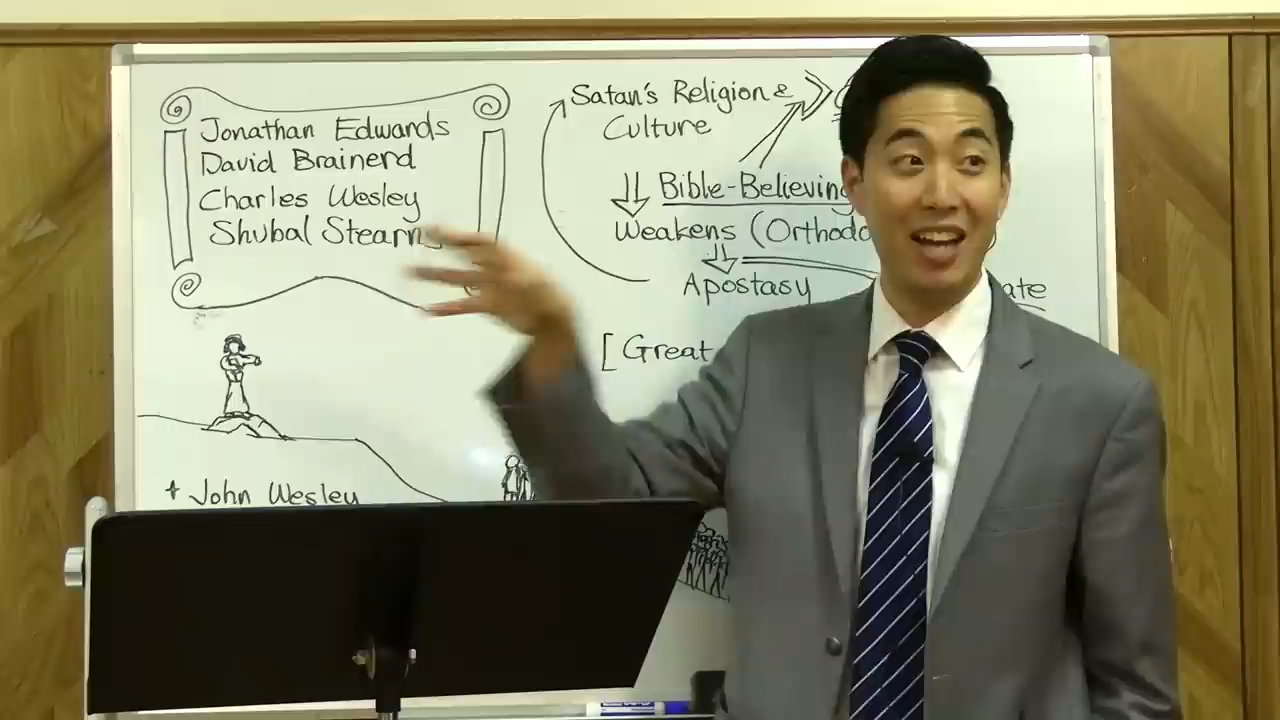 Jonathan Edwards
David Brainerd
Charles Wesley
Shubal Stearns
+ John Wesley
Satan's Religion &
Culture
Bible-Believing
Weakens (Orthodo
Apostasy
ate
[Great